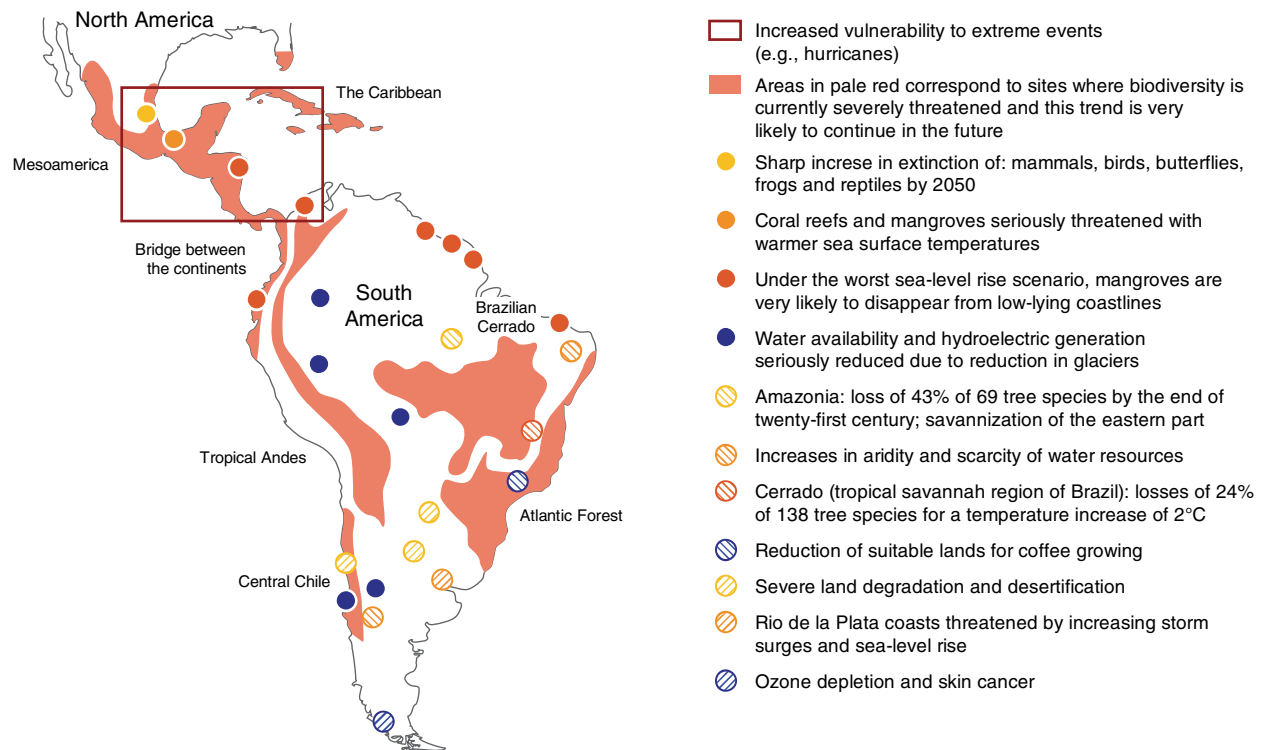 North America
The Caribbean
Mesoamerica
Bridge between
the continents
South
America
Brazilian
Cerrado
Tropical Andes
Atlantic Forest
Central Chile
Increased vulnerability to extreme events
(e.g., hurricanes)
Areas in pale red correspond to sites where biodiversity is
currently severely threatened and this trend is very
likely to continue in the future
Sharp increse in extinction of: mammals, birds, butterflies,
frogs and reptiles by 2050
Coral reefs and mangroves seriously threatened with
warmer sea surface temperatures
Under the worst sea-level rise scenario, mangroves are
very likely to disappear from low-lying coastlines
Water availability and hydroelectric generation
seriously reduced due to reduction in glaciers
Amazonia: loss of 43% of 69 tree species by the end of
twenty-first century; savannization of the eastern part
Increases in aridity and scarcity of water resources
Cerrado (tropical savannah region of Brazil): losses of 24%
of 138 tree species for a temperature increase of 2°C
Reduction of suitable lands for coffee growing
Severe land degradation and desertification
Rio de la Plata coasts threatened by increasing storm
surges and sea-level rise
Ozone depletion and skin cancer